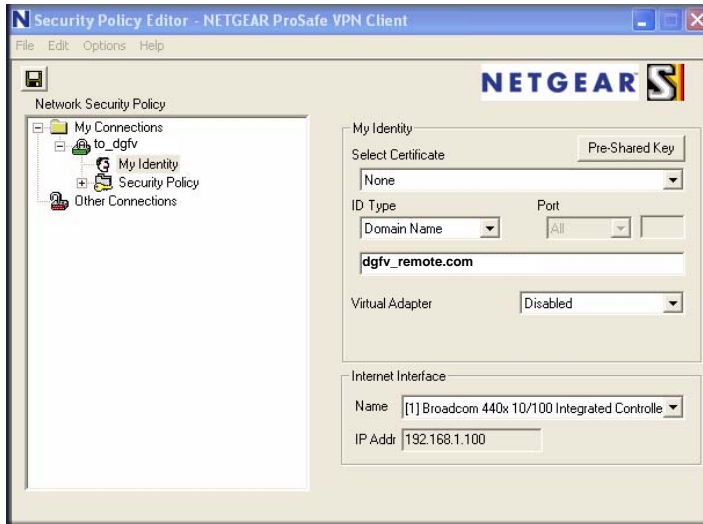 N Security Policy Editor - NETGEAR ProSafe VPN Client
File Edit Options Help
NETGEAR
Network Security Policy
My Connections
to_dgfv
My Identity
Security Policy
Other Connections
My Identity
Select Certificate
Pre-Shared Key
None
ID Type
Port
Domain Name
All
dgfv_remote.com
Virtual Adapter
Disabled
Internet Interface
Name
[1] Broadcom 440x 10/100 Integrated Controlle
IP Addr
192.168.1.100